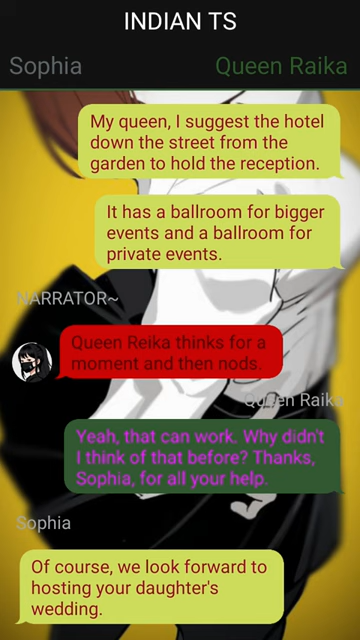 INDIAN TS
Sophia
Queen Raika
My queen, I suggest the hotel
down the street from the
garden to hold the reception.
It has a ballroom for bigger
events and a ballroom for
private events.
NARRATOR~
Queen Reika thinks for a
moment and then nods.
Queen Raika
Yeah, that can work. Why didn't
I think of that before? Thanks,
Sophia, for all your help.
Sophia
Of course, we look forward to
hosting your daughter's
wedding.